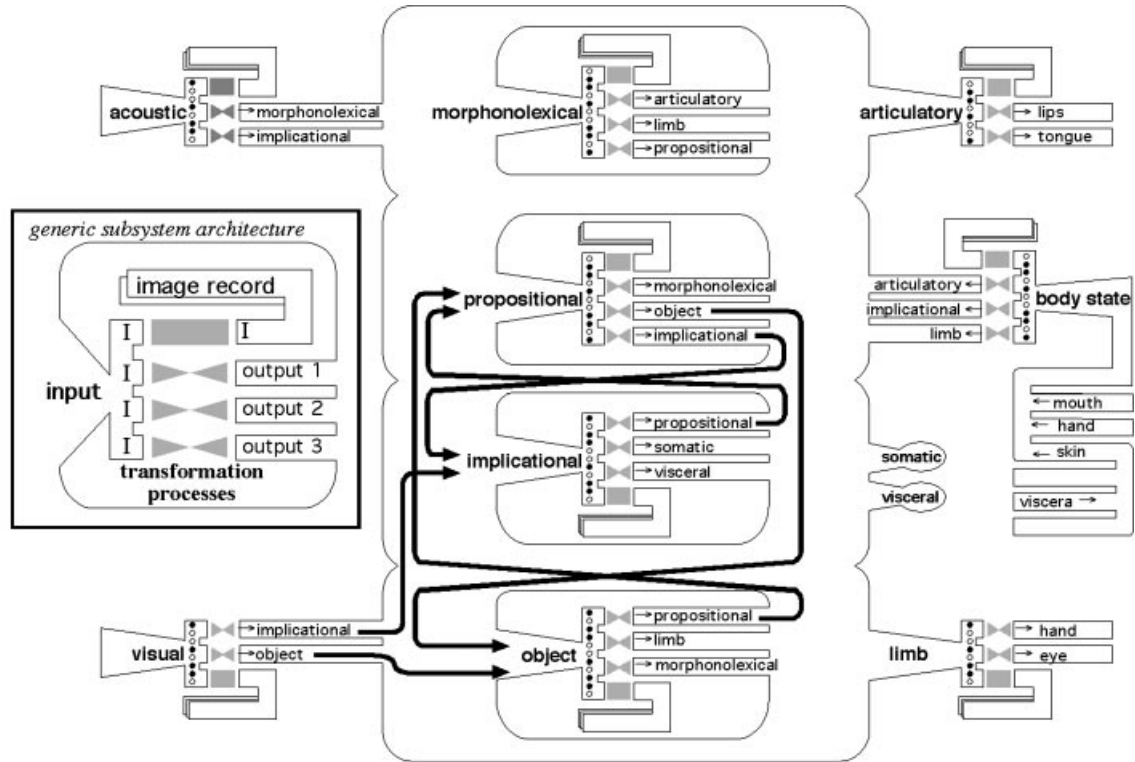 acoustic
→morphonolexical
→implicational
morphonolexical
→articulatory
→limb
→propositional
articulatory
→lips
→tongue
generic subsystem architecture
image record
I
I
input
I
output 1
I
output 2
I
output 3
transformation
processes
propositional
→morphonolexical
→object
→implicational
articulatory←
implicational←
limb←
body state
←mouth
←hand
←skin
viscera→
implicational
→propositional
→somatic
→visceral
somatic
visceral
visual
→implicational
→object
object
→propositional
→limb
→morphonolexical
limb
→hand
→eye